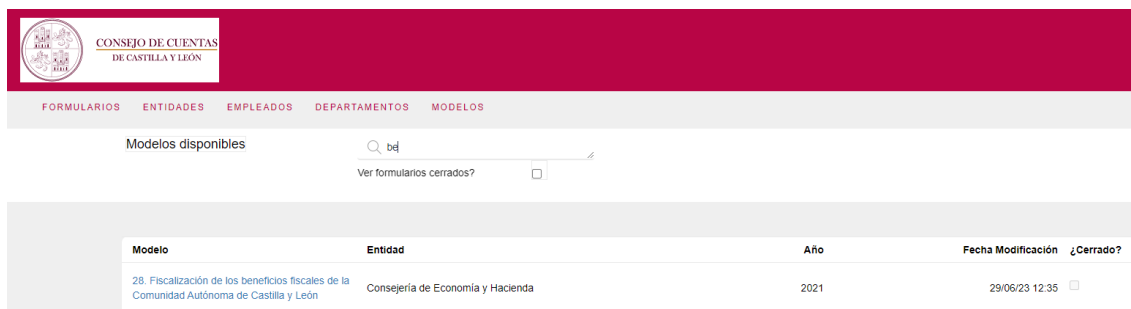 CONSEJO DE CUENTAS
DE CASTILLA Y LEÓN
FORMULARIOS ENTIDADES EMPLEADOS DEPARTAMENTOS MODELOS
Modelos disponibles
be
Ver formularios cerrados?
Modelo Entidad Año Fecha Modificación ¿Cerrado?
28. Fiscalización de los beneficios fiscales de la
Comunidad Autónoma de Castilla y León
Consejería de Economía y Hacienda 2021 29/06/23 12:35